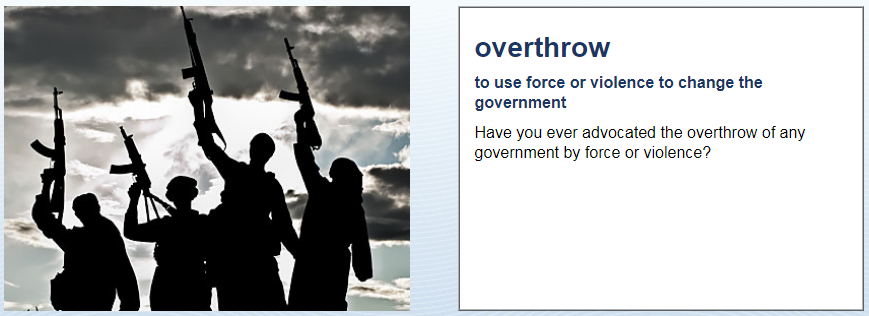 overthrow
to use force or violence to change the
government
Have you ever advocated the overthrow of any
government by force or violence?